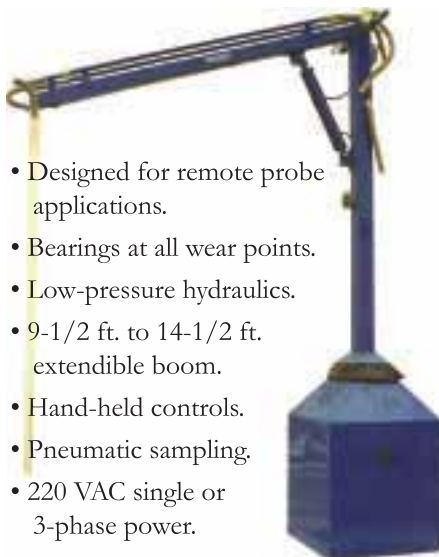 • Designed for remote probe
applications.
• Bearings at all wear points.
• Low-pressure hydraulics.
• 9-1/2 ft. to 14-1/2 ft.
extendible boom.
• Hand-held controls.
• Pneumatic sampling.
• 220 VAC single or
3-phase power.